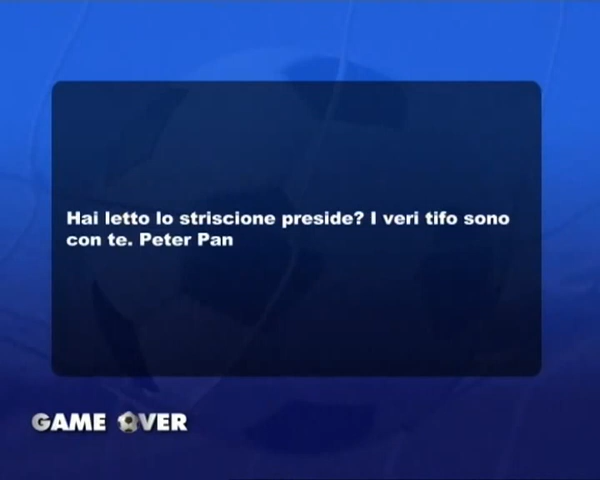 Hai letto lo striscione preside? I veri tifo sono
con te. Peter Pan
GAME OVER